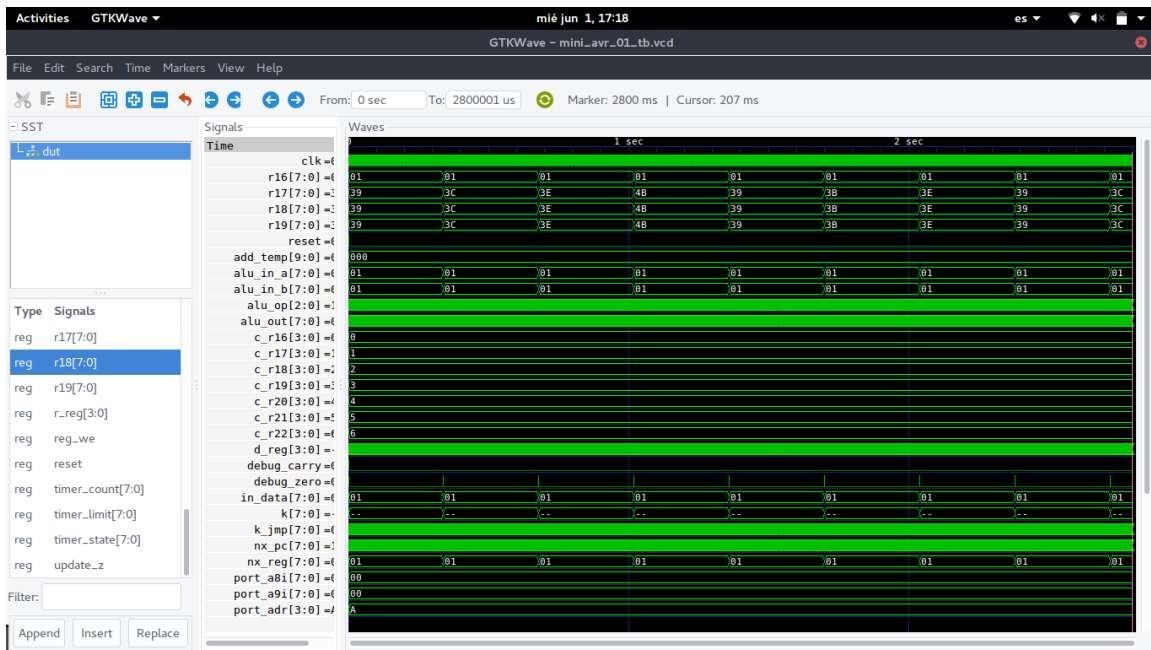 Activities GTKWave mié jun 1, 17:18 es
GTKWave – mini_avr_01_tb.vcd
File Edit Search Time Markers View Help
From: 0 sec To: 2800001 us Marker: 2800 ms | Cursor: 207 ms
SST
dut
Type Signals
reg r17[7:0]
reg r18[7:0]
reg r19[7:0]
reg r_reg[3:0]
reg reg_we
reg reset
reg timer_count[7:0]
reg timer_limit[7:0]
reg timer_state[7:0]
reg update_z
Filter:
Append Insert Replace
Signals Waves
Time 1 sec 2 sec
clk =
r16[7:0] = 01 01 01 01 01 01 01 01 01
r17[7:0] = 39 3C 3E 4B 39 3B 3E 39 3C
r18[7:0] = 39 3C 3E 4B 39 3B 3E 39 3C
r19[7:0] = 39 3C 3E 4B 39 3B 3E 39 3C
reset =
add_temp[9:0] = 000
alu_in_a[7:0] = 01 01 01 01 01 01 01 01 01
alu_in_b[7:0] = 01 01 01 01 01 01 01 01 01
alu_op[2:0] =
alu_out[7:0] =
c_r16[3:0] = 0
c_r17[3:0] = 1
c_r18[3:0] = 2
c_r19[3:0] = 3
c_r20[3:0] = 4
c_r21[3:0] = 5
c_r22[3:0] = 6
d_reg[3:0] =
debug_carry =
debug_zero =
in_data[7:0] = 01 01 01 01 01 01 01 01 01
k[7:0] = -- -- -- -- -- -- -- -- --
k_jmp[7:0] =
nx_pc[7:0] =
nx_reg[7:0] = 01 01 01 01 01 01 01 01 01
port_a8i[7:0] = 00
port_a9i[7:0] = 00
port_adr[3:0] = A